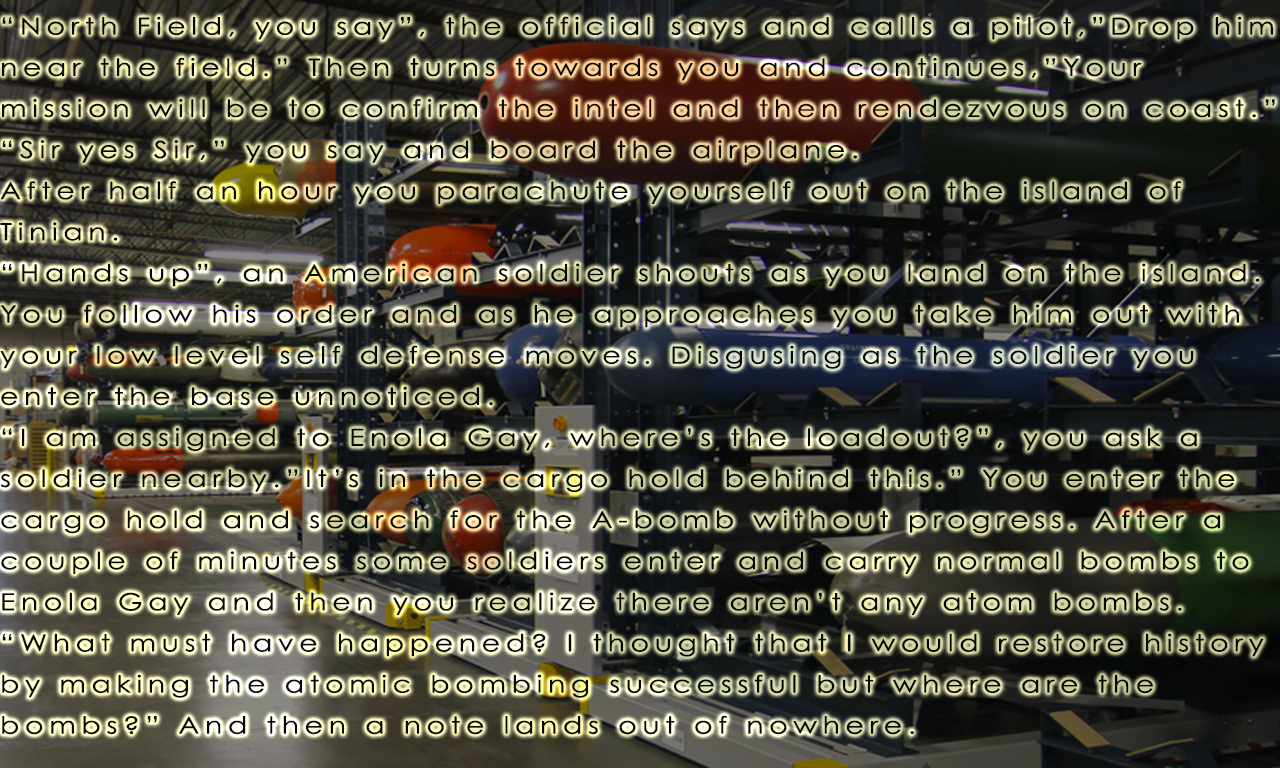 “North Field, you say”, the official says and calls a pilot,”Drop him
near the field.” Then turns towards you and continues,”Your
mission will be to confirm the intel and then rendezvous on coast.”
“Sir yes Sir,” you say and board the airplane.
After half an hour you parachute yourself out on the island of
Tinian.
“Hands up”, an American soldier shouts as you land on the island.
You follow his order and as he approaches you take him out with
your low level self defense moves. Disgusing as the soldier you
enter the base unnoticed.
“I am assigned to Enola Gay, where’s the loadout?”, you ask a
soldier nearby.”It’s in the cargo hold behind this.” You enter the
cargo hold and search for the A-bomb without progress. After a
couple of minutes some soldiers enter and carry normal bombs to
Enola Gay and then you realize there aren’t any atom bombs.
“What must have happened? I thought that I would restore history
by making the atomic bombing successful but where are the
bombs?” And then a note lands out of nowhere.